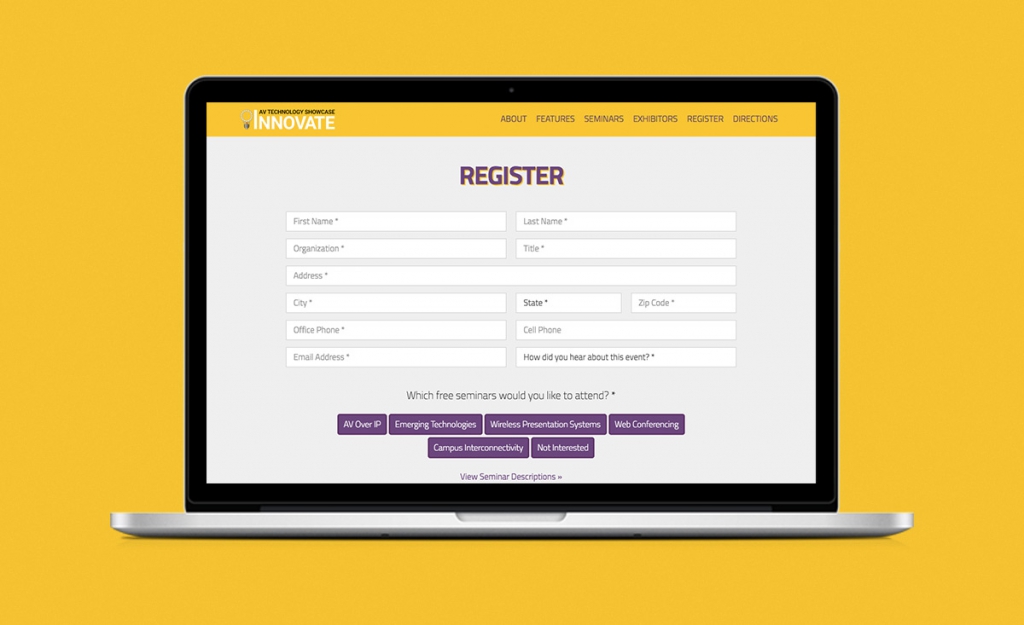 AV TECHNOLOGY SHOWCASE
INNOVATE
ABOUT FEATURES SEMINARS EXHIBITORS REGISTER DIRECTIONS
REGISTER
First Name * Last Name *
Organization * Title *
Address *
City * State * Zip Code *
Office Phone * Cell Phone
Email Address * How did you hear about this event? *
Which free seminars would you like to attend? *
AV Over IP Emerging Technologies Wireless Presentation Systems Web Conferencing
Campus Interconnectivity Not Interested
View Seminar Descriptions »